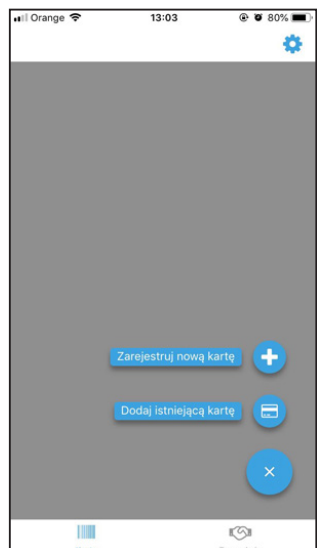 Orange 13:03 80%
Zarejestruj nową kartę
Dodaj istniejącą kartę